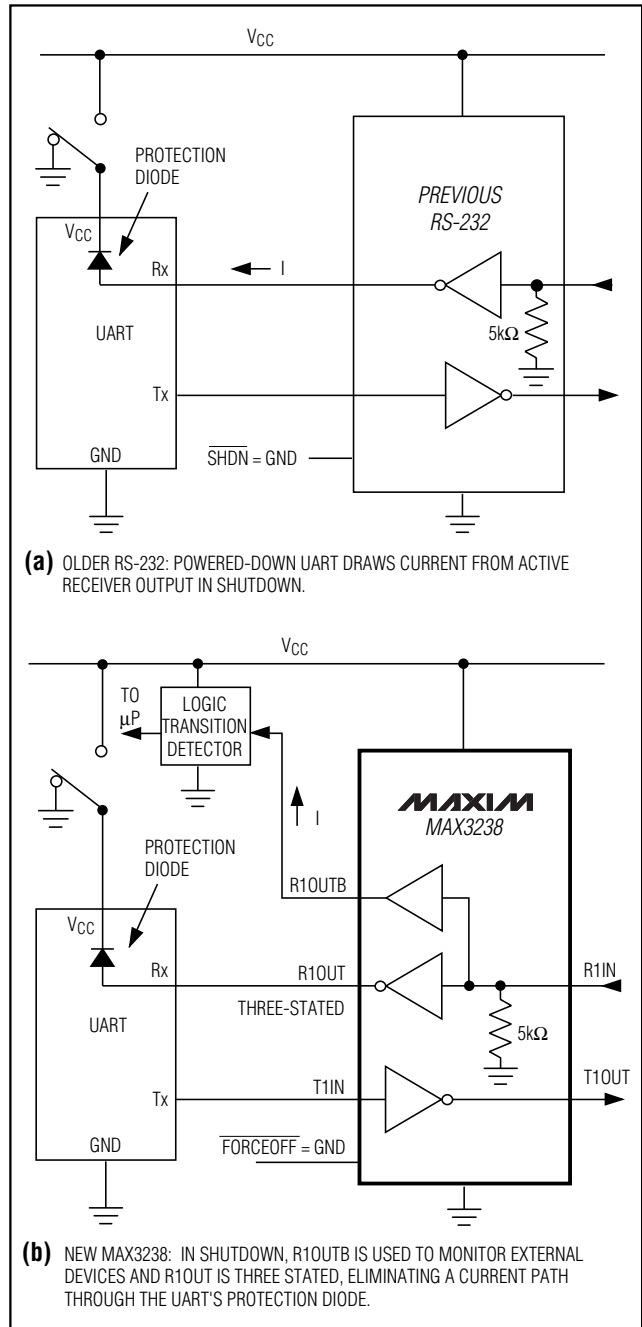 VCC
PROTECTION
DIODE
PREVIOUS
RS-232
VCC
Rx
I
UART
5kΩ
Tx
GND
SHDN = GND
(a) OLDER RS-232: POWERED-DOWN UART DRAWS CURRENT FROM ACTIVE
RECEIVER OUTPUT IN SHUTDOWN.
VCC
TO
µP
LOGIC
TRANSITION
DETECTOR
MAXIM
MAX3238
I
PROTECTION
DIODE
R1OUTB
VCC
Rx
R1OUT
R1IN
THREE-STATED
UART
5kΩ
Tx
T1IN
T1OUT
GND
FORCEOFF = GND
(b) NEW MAX3238: IN SHUTDOWN, R1OUTB IS USED TO MONITOR EXTERNAL
DEVICES AND R1OUT IS THREE STATED, ELIMINATING A CURRENT PATH
THROUGH THE UART'S PROTECTION DIODE.